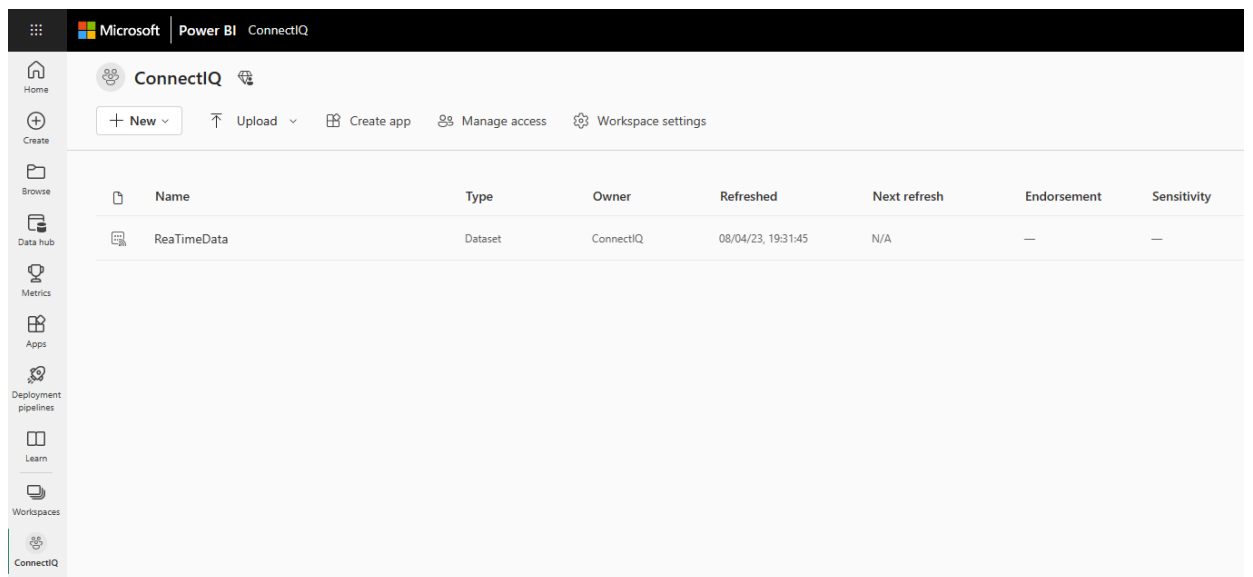 Microsoft Power BI ConnectIQ
Home
Create
Browse
Data hub
Metrics
Apps
Deployment
pipelines
Learn
Workspaces
ConnectIQ
ConnectIQ
New Upload Create app Manage access Workspace settings
Name Type Owner Refreshed Next refresh Endorsement Sensitivity
ReaTimeData Dataset ConnectIQ 08/04/23, 19:31:45 N/A — —